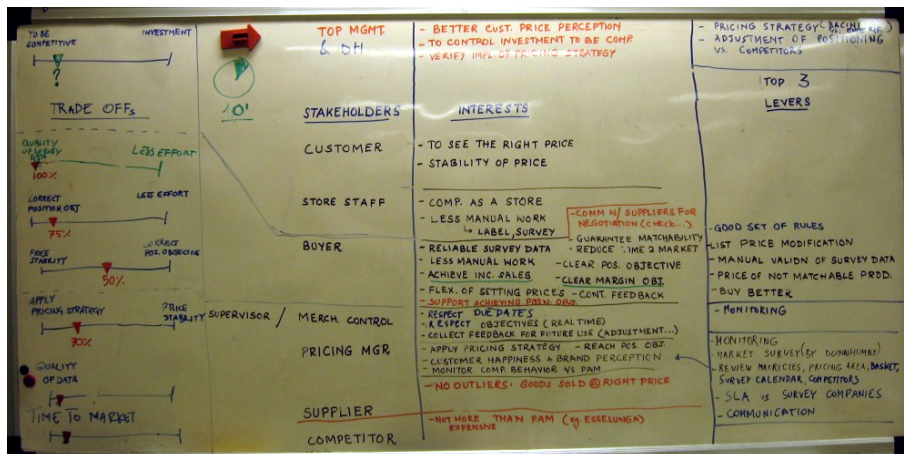 TO BE COMPETITIVE
INVESTMENT
?
TRADE OFFs
QUALITY
LESS EFFORT
100%
CORRECT POSITION. OBJ
LESS EFFORT
75%
PRICE STABILITY
CORRECT POS. OBJECTIVE
50%
APPLY PRICING STRATEGY
PRICE STABILITY
70%
QUALITY OF DATA
TIME TO MARKET
10'
TOP MGMT.
STAKEHOLDERS
CUSTOMER
STORE STAFF
BUYER
SUPERVISOR / MERCH. CONTROL
PRICING MGR
SUPPLIER
COMPETITOR
- BETTER CUST. PRICE PERCEPTION
- TO CONTROL INVESTMENT TO BE COMP.
- VERIFY IMPL. OF PRICING STRATEGY
INTERESTS
- TO SEE THE RIGHT PRICE
- STABILITY OF PRICE
- COMP. AS A STORE
- LESS MANUAL WORK
↳ LABEL, SURVEY
- COMM W/ SUPPLIERS FOR
NEGOTIATION (CHECK...)
- RELIABLE SURVEY DATA
- LESS MANUAL WORK
- ACHIEVE INC. SALES
- FLEX. OF SETTING PRICES
- SUPPORT ACHIEVING POSN. OBJ.
- GUARANTEE MATCHABILITY
- REDUCE TIME 2 MARKET
- CLEAR POS. OBJECTIVE
- CLEAR MARGIN OBJ.
- CONT. FEEDBACK
- RESPECT DUE DATES
- RESPECT OBJECTIVES (REAL TIME)
- COLLECT FEEDBACK FOR FUTURE USE (ADJUSTMENT...)
- APPLY PRICING STRATEGY - REACH POS. OBJ.
- CUSTOMER HAPPINESS & BRAND PERCEPTION
- MONITOR COMP. BEHAVIOR VS PAM
- NO OUTLIERS: GOODS SOLD @ RIGHT PRICE
- NOT MORE EXPENSIVE THAN PAM (eg. ESSELUNGA)
- PRICING STRATEGY
- ADJUSTMENT OF POSITIONING
VS. COMPETITORS
TOP 3
LEVERS
- GOOD SET OF RULES
- LIST PRICE MODIFICATION
- MANUAL VALIDN OF SURVEY DATA
- PRICE OF NOT MATCHABLE PROD.
- BUY BETTER
- MONITORING
- MONITORING
- MARKET SURVEY (BY DUNNHUMBY)
- REVIEW MATRICIES, PRICING AREA, BASKET,
SURVEY CALENDAR, COMPETITORS
- SLA vs SURVEY COMPANIES
- COMMUNICATION